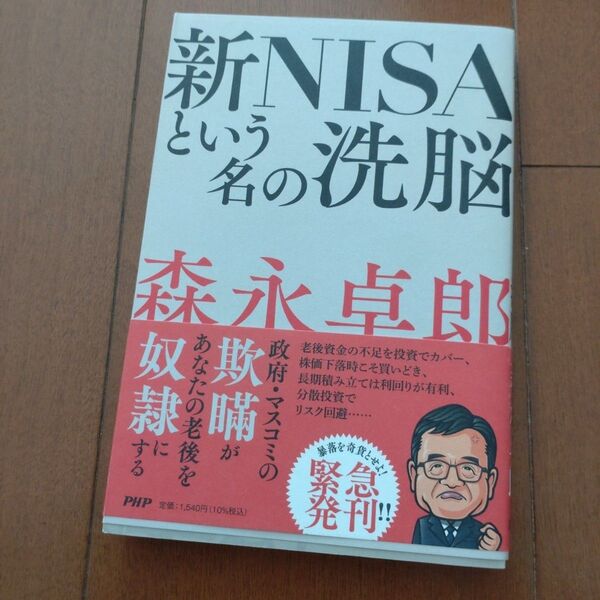 新NISA
という
名の洗脳
森永卓郎
政府・マスコミの
欺瞞が
あなたの老後を
奴隷にする
老後資金の不足を投資でカバー、
株価下落時こそ買いどき、
長期積み立ては利回りが有利、
分散投資で
リスク回避……
暴落を奇貨とせよ!
緊急
発刊!!
PHP
定価:1,540円(10%税込)